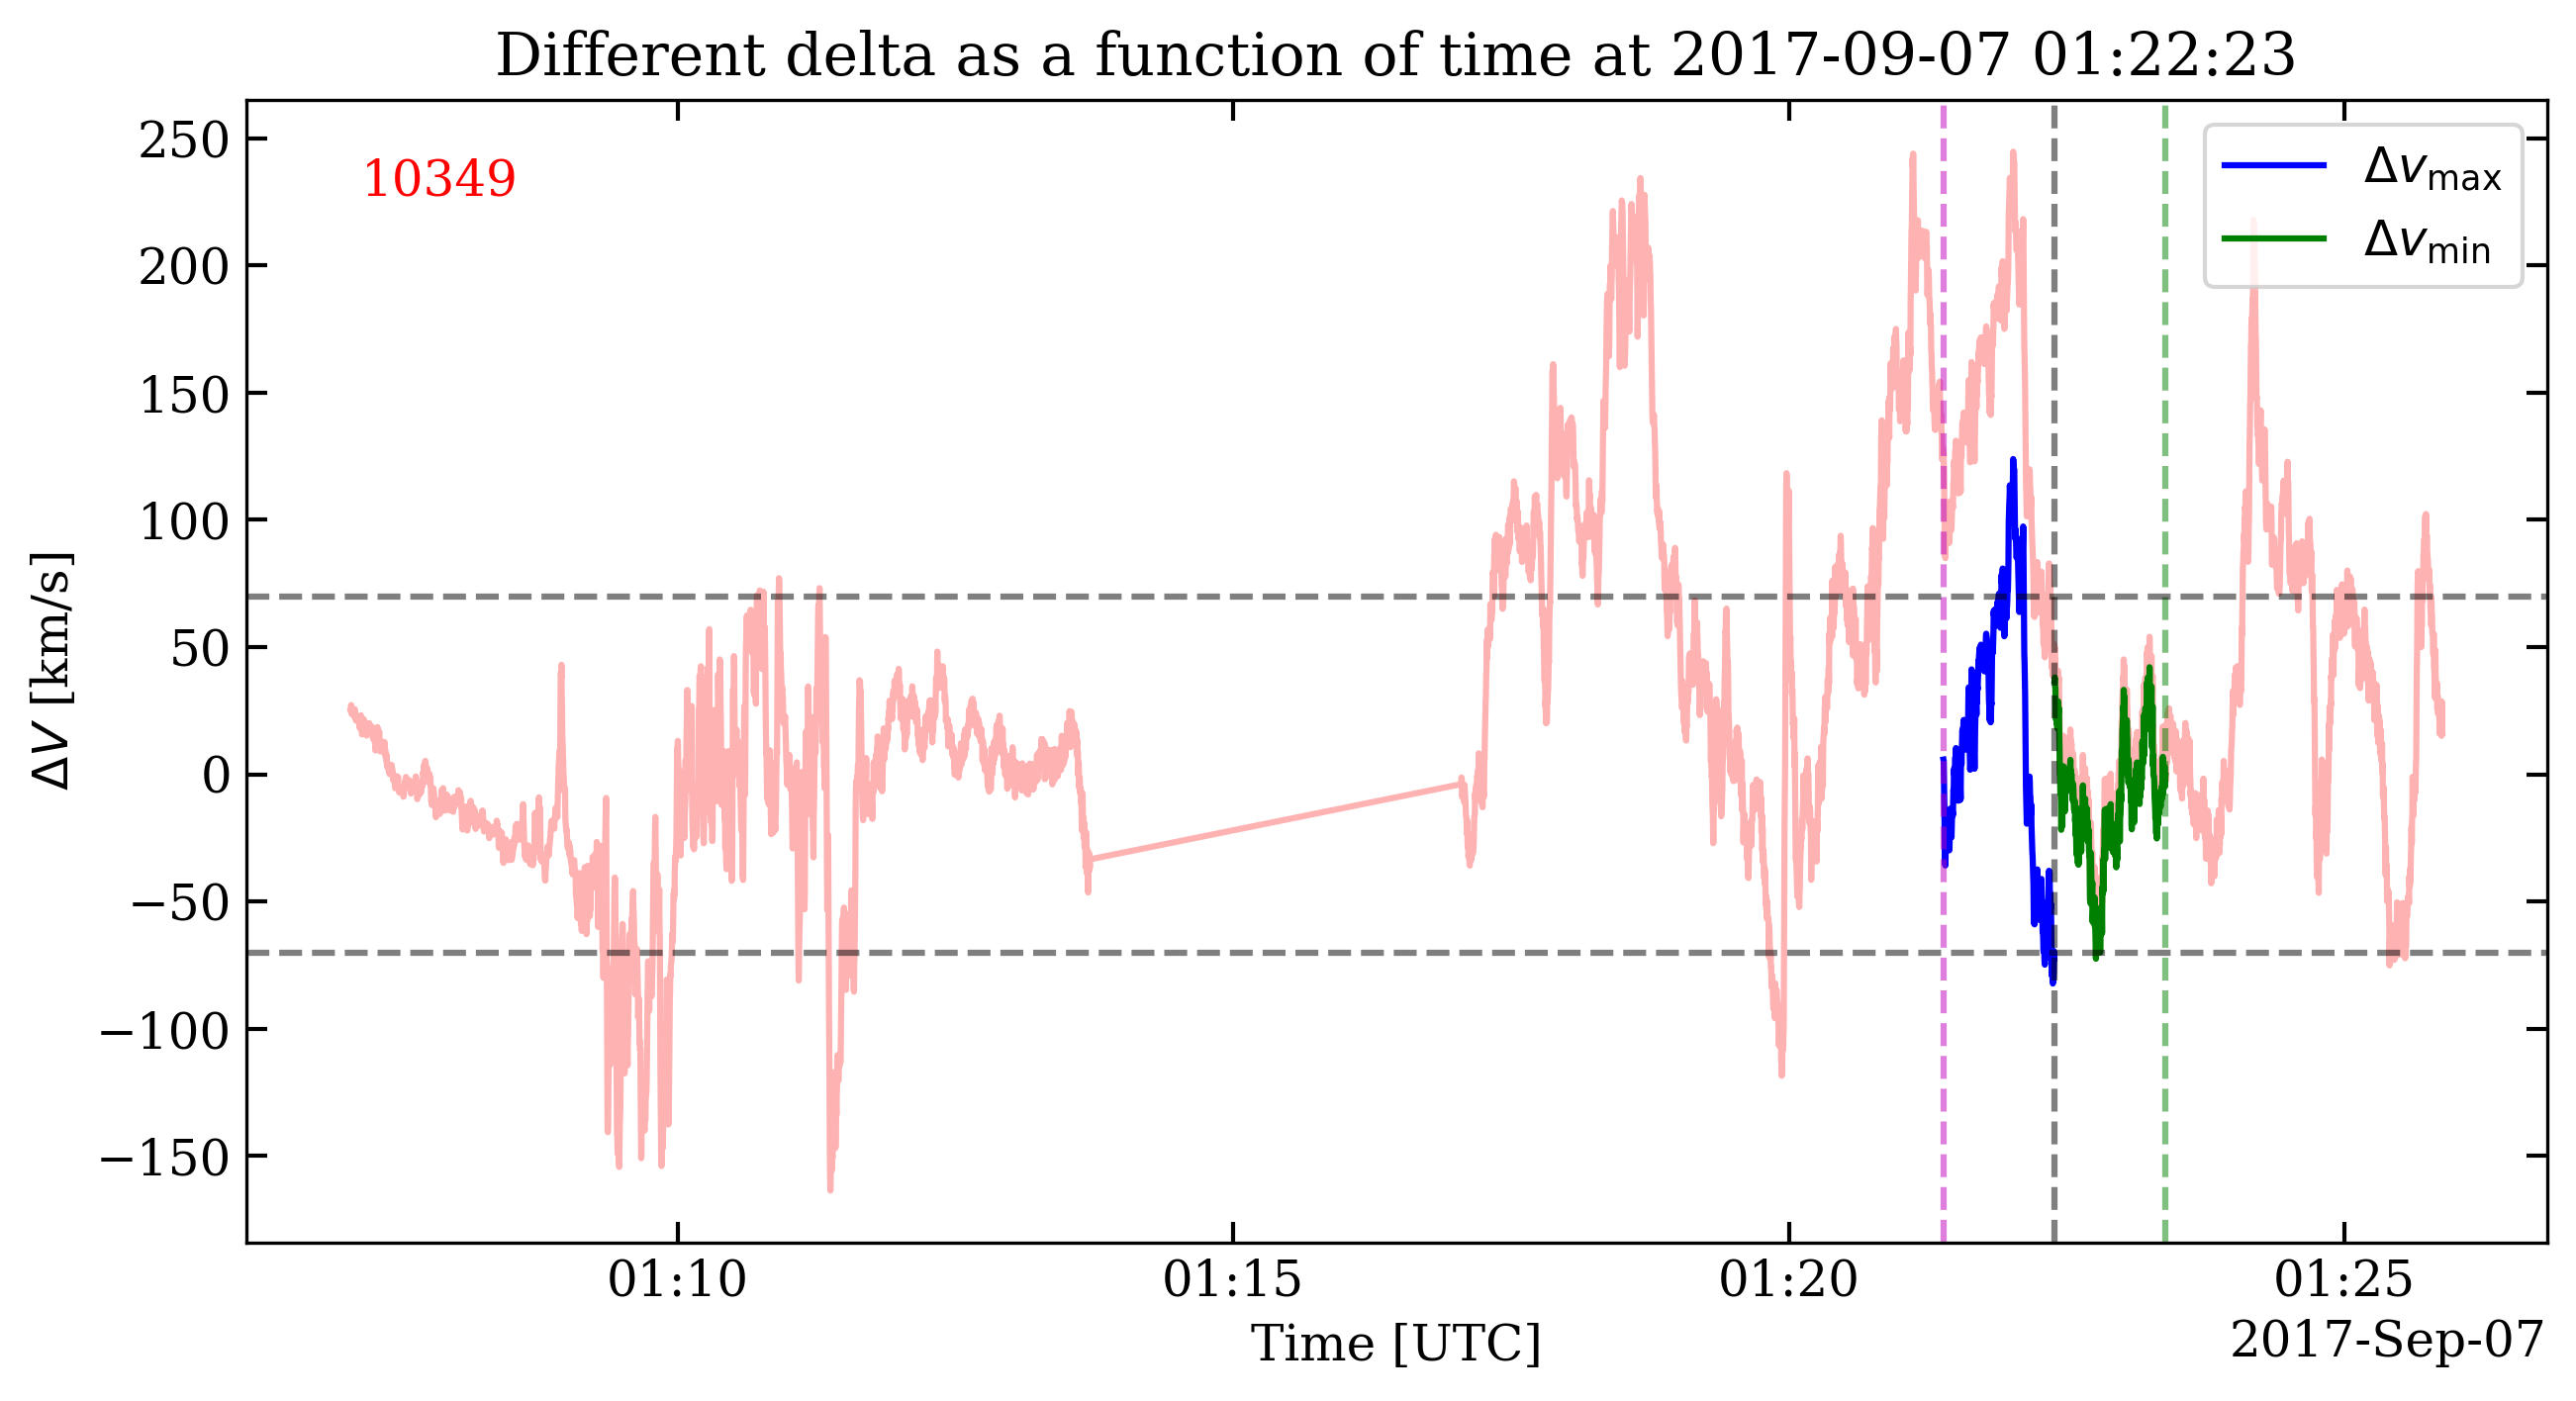 Different delta as a function of time at 2017-09-07 01:22:23
10349
Δv_max
Δv_min
ΔV [km/s]
250
200
150
100
50
0
−50
−100
−150
01:10 01:15 01:20 01:25
Time [UTC]
2017-Sep-07